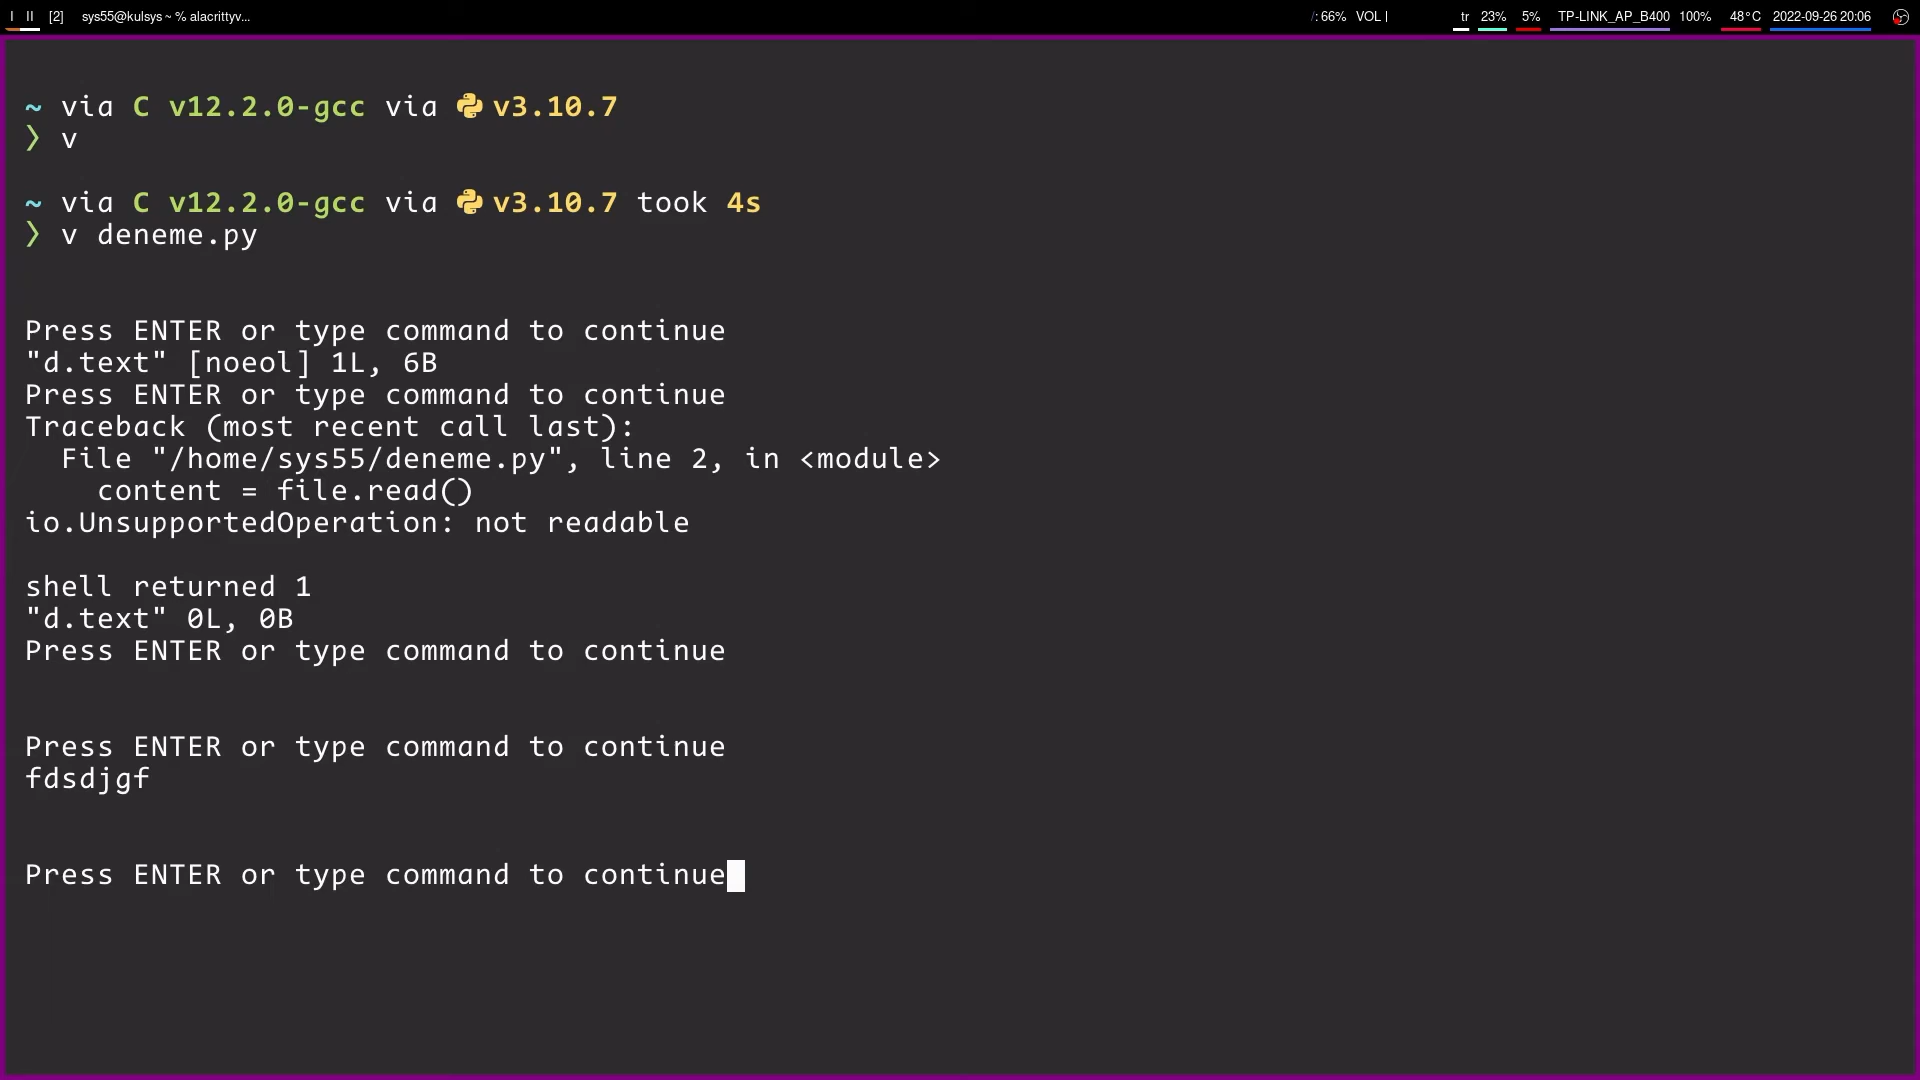 I II [2] sys55@kulsys ~ % alacrittyv... /: 66% VOL | tr 23% 5% TP-LINK_AP_B400 100% 48°C 2022-09-26 20:06
~ via C v12.2.0-gcc via v3.10.7
❯ v
~ via C v12.2.0-gcc via v3.10.7 took 4s
❯ v deneme.py
Press ENTER or type command to continue
"d.text" [noeol] 1L, 6B
Press ENTER or type command to continue
Traceback (most recent call last):
  File "/home/sys55/deneme.py", line 2, in <module>
    content = file.read()
io.UnsupportedOperation: not readable
shell returned 1
"d.text" 0L, 0B
Press ENTER or type command to continue
Press ENTER or type command to continue
fdsdjgf
Press ENTER or type command to continue